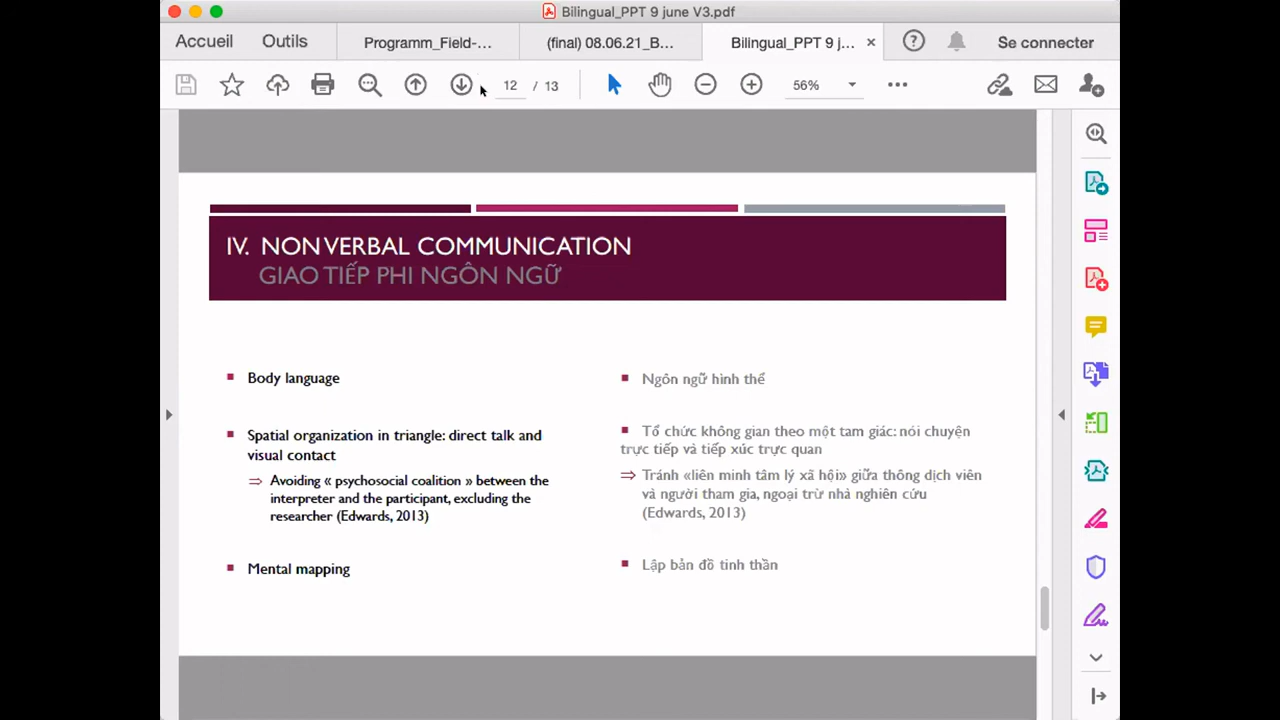 Bilingual_PPT 9 june V3.pdf
Accueil Outils Programm_Field-... (final) 08.06.21_B... Bilingual_PPT 9 j... × ? Se connecter
12 / 13 56%
IV. NON VERBAL COMMUNICATION
GIAO TIẾP PHI NGÔN NGỮ
Body language
Spatial organization in triangle: direct talk and
visual contact
⇒ Avoiding « psychosocial coalition » between the
interpreter and the participant, excluding the
researcher (Edwards, 2013)
Mental mapping
Ngôn ngữ hình thể
Tổ chức không gian theo một tam giác: nói chuyện
trực tiếp và tiếp xúc trực quan
⇒ Tránh «liên minh tâm lý xã hội» giữa thông dịch viên
và người tham gia, ngoại trừ nhà nghiên cứu
(Edwards, 2013)
Lập bản đồ tinh thần